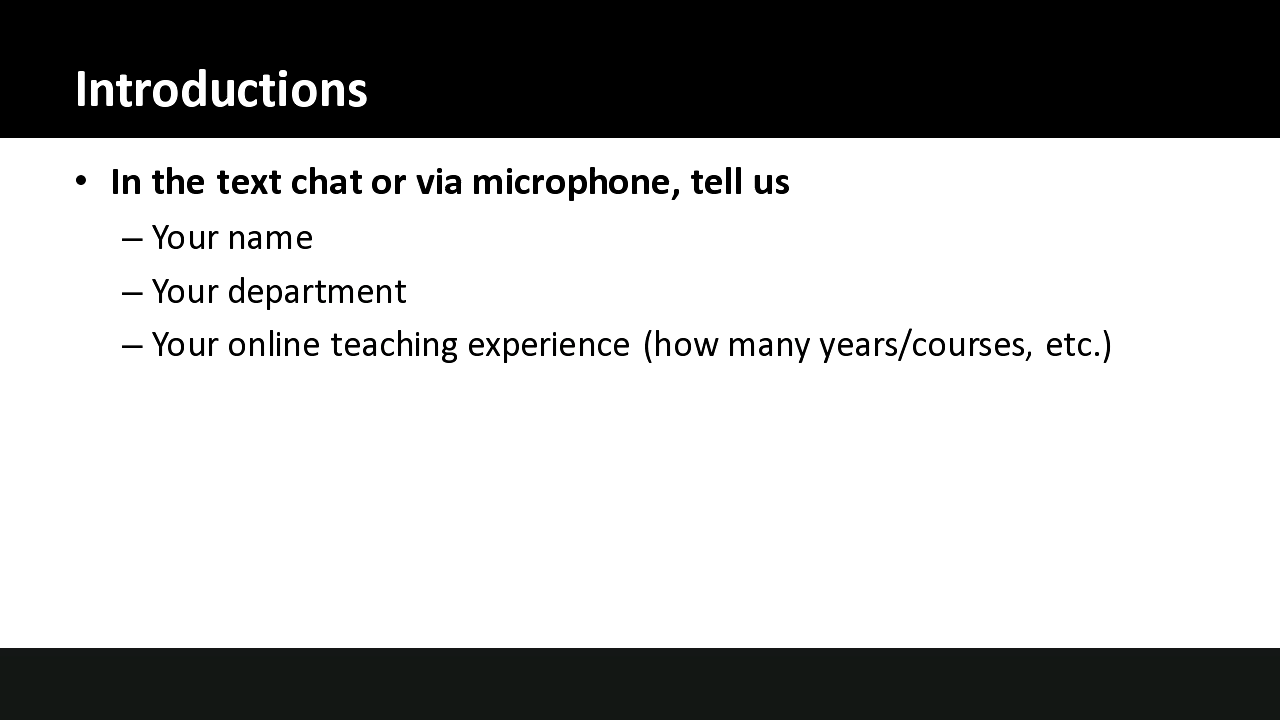 Introductions
• In the text chat or via microphone, tell us
– Your name
– Your department
– Your online teaching experience (how many years/courses, etc.)